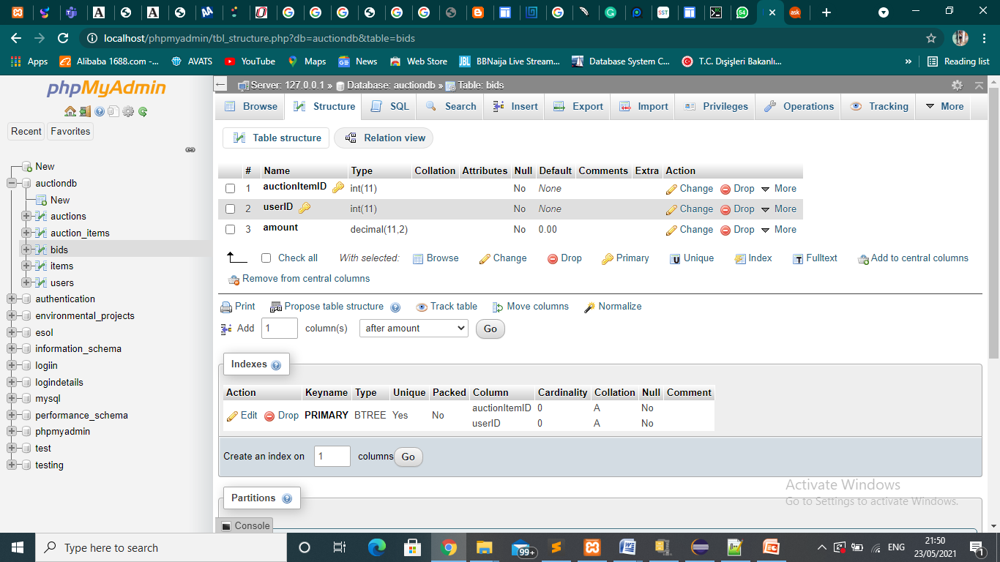 localhost/phpmyadmin/tbl_structure.php?db=auctiondb&table=bids
Apps Alibaba 1688.com -... AVATS YouTube Maps News Web Store BBNaija Live Stream... Database System C... T.C. Dışişleri Bakanlı... » Reading list
phpMyAdmin
Recent Favorites
New
auctiondb
New
auctions
auction_items
bids
items
users
authentication
environmental_projects
esol
information_schema
logiin
logindetails
mysql
performance_schema
phpmyadmin
test
testing
Server: 127.0.0.1 » Database: auctiondb » Table: bids
Browse Structure SQL Search Insert Export Import Privileges Operations Tracking More
Table structure Relation view
# Name Type Collation Attributes Null Default Comments Extra Action
1 auctionItemID int(11) No None Change Drop More
2 userID int(11) No None Change Drop More
3 amount decimal(11,2) No 0.00 Change Drop More
Check all With selected: Browse Change Drop Primary Unique Index Fulltext Add to central columns
Remove from central columns
Print Propose table structure Track table Move columns Normalize
Add 1 column(s) after amount Go
Indexes
Action Keyname Type Unique Packed Column Cardinality Collation Null Comment
Edit Drop PRIMARY BTREE Yes No auctionItemID 0 A No
userID 0 A No
Create an index on 1 columns Go
Partitions
Console
Activate Windows
Go to Settings to activate Windows.
Type here to search
99+
ENG
21:50
23/05/2021
1